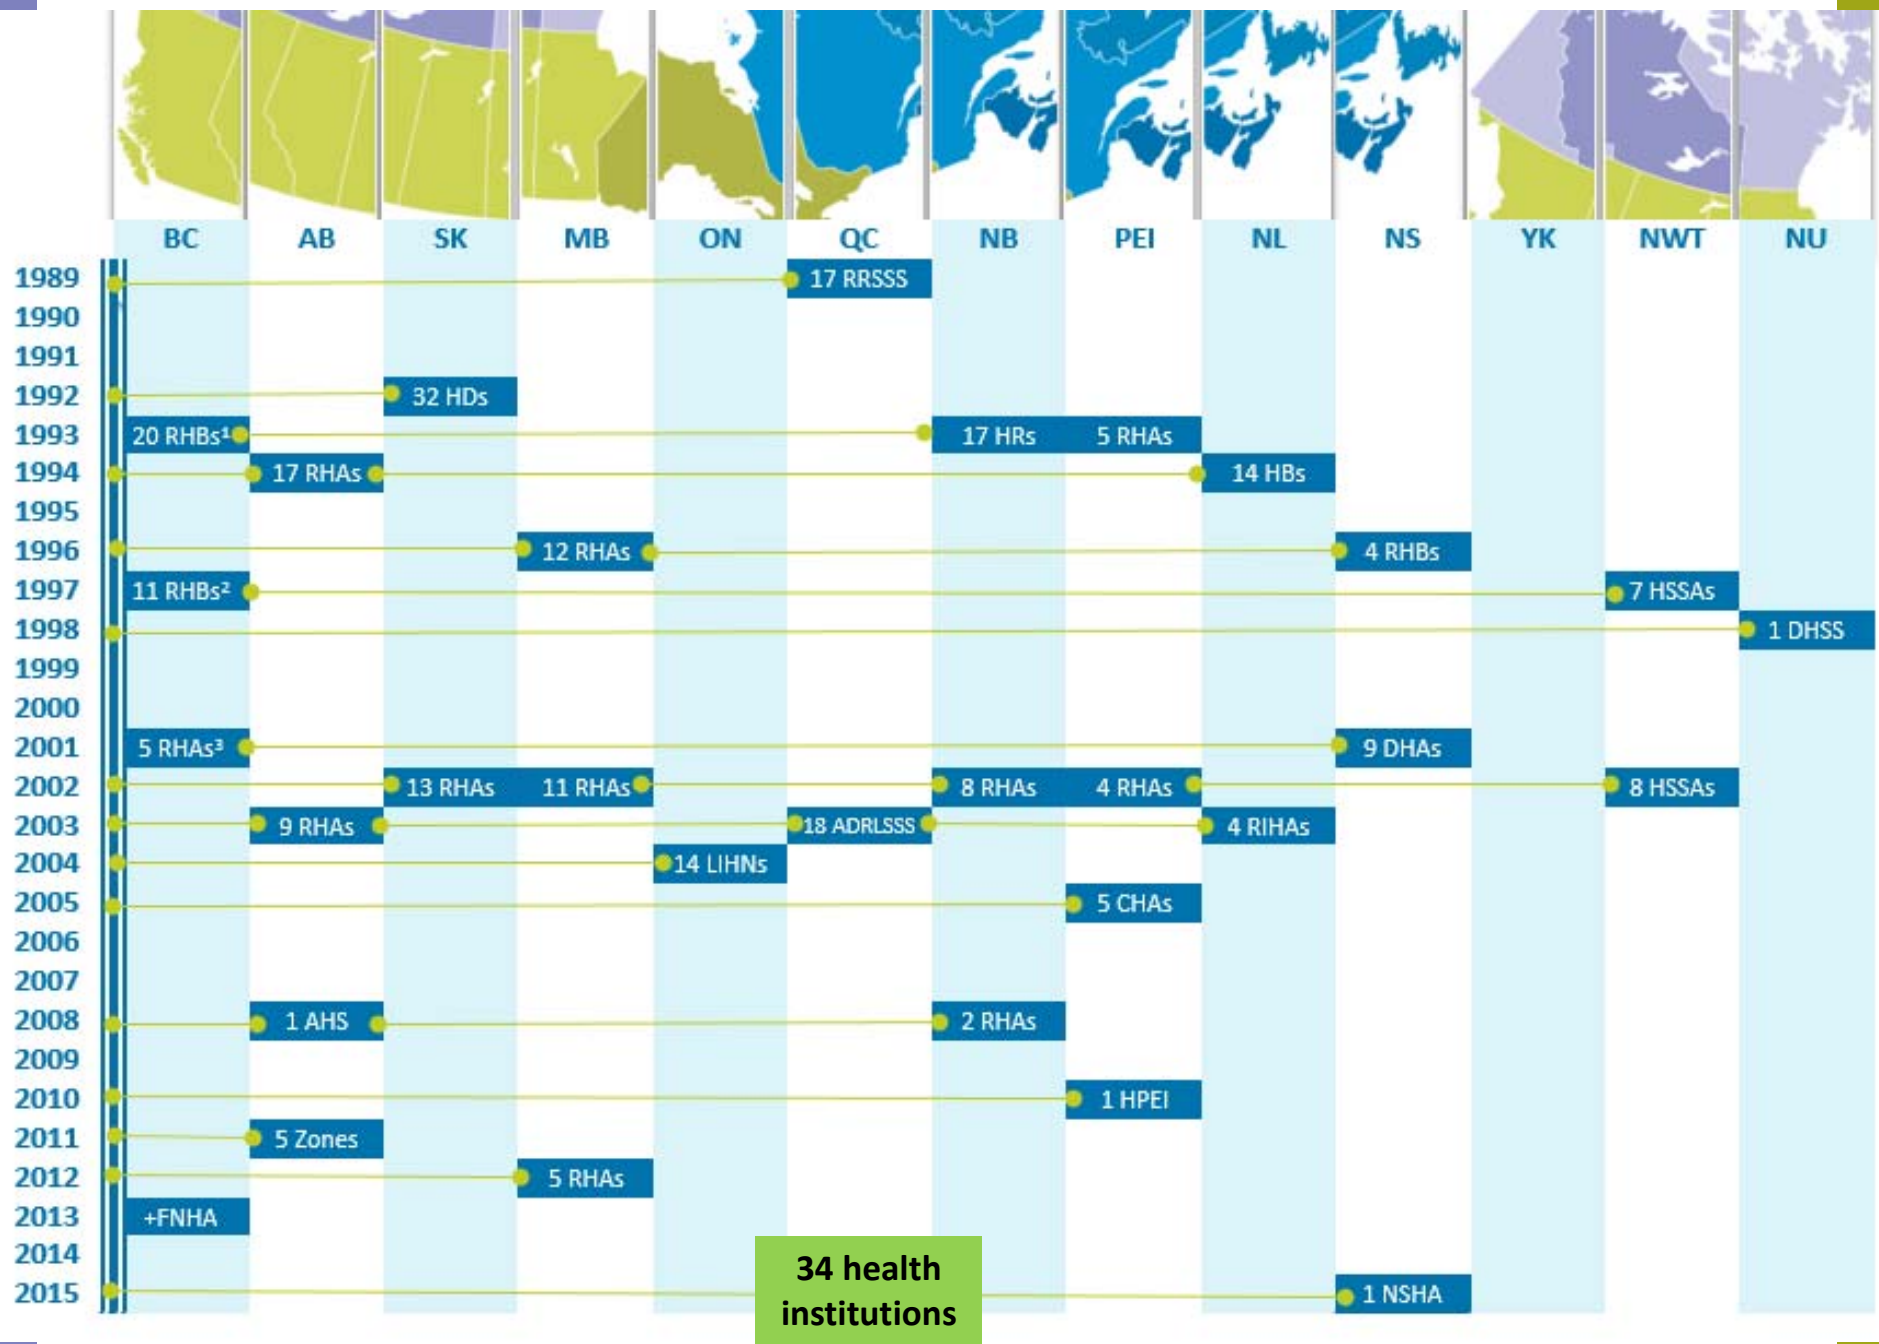 BC AB SK MB ON QC NB PEI NL NS YK NWT NU
1989 17 RRSSS
1990
1991
1992 32 HDs
1993 20 RHBs¹ 17 HRs 5 RHAs
1994 17 RHAs 14 HBs
1995
1996 12 RHAs 4 RHBs
1997 11 RHBs² 7 HSSAs
1998 1 DHSS
1999
2000
2001 5 RHAs³ 9 DHAs
2002 13 RHAs 11 RHAs 8 RHAs 4 RHAs 8 HSSAs
2003 9 RHAs 18 ADRLSSS 4 RIHAs
2004 14 LIHNs
2005 5 CHAs
2006
2007
2008 1 AHS 2 RHAs
2009
2010 1 HPEI
2011 5 Zones
2012 5 RHAs
2013 +FNHA
2014
2015 1 NSHA
34 health
institutions